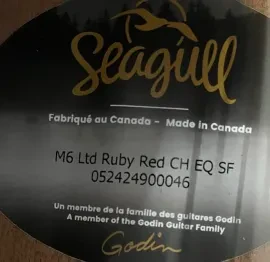 Seagull
Fabriqué au Canada - Made in Canada
M6 Ltd Ruby Red CH EQ SF
052424900046
Un membre de la famille des guitares Godin
A member of the Godin Guitar Family
Godin